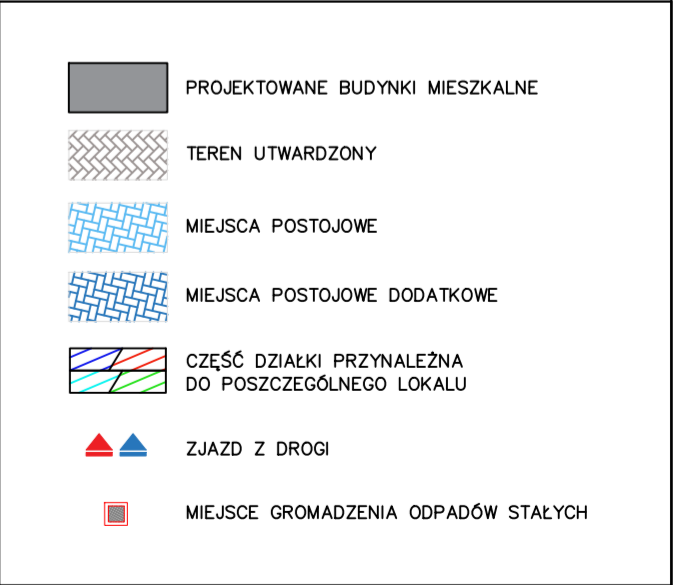 PROJEKTOWANE BUDYNKI MIESZKALNE
TEREN UTWARDZONY
MIEJSCA POSTOJOWE
MIEJSCA POSTOJOWE DODATKOWE
CZĘŚĆ DZIAŁKI PRZYNALEŻNA
DO POSZCZEGÓLNEGO LOKALU
ZJAZD Z DROGI
MIEJSCE GROMADZENIA ODPADÓW STAŁYCH